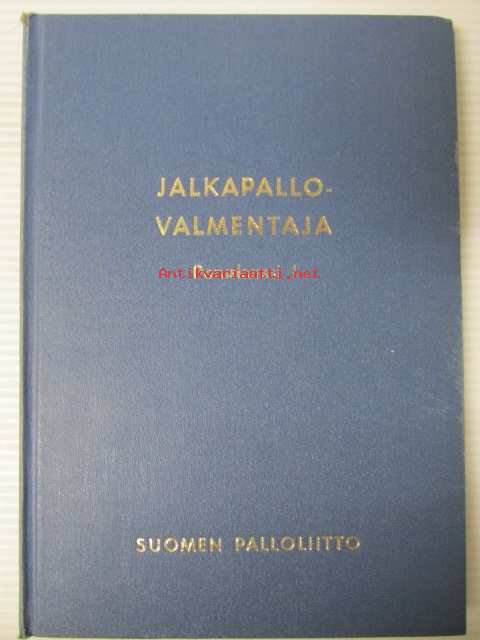 JALKAPALLO-
VALMENTAJA
Antikvariaatti.net
SUOMEN PALLOLIITTO